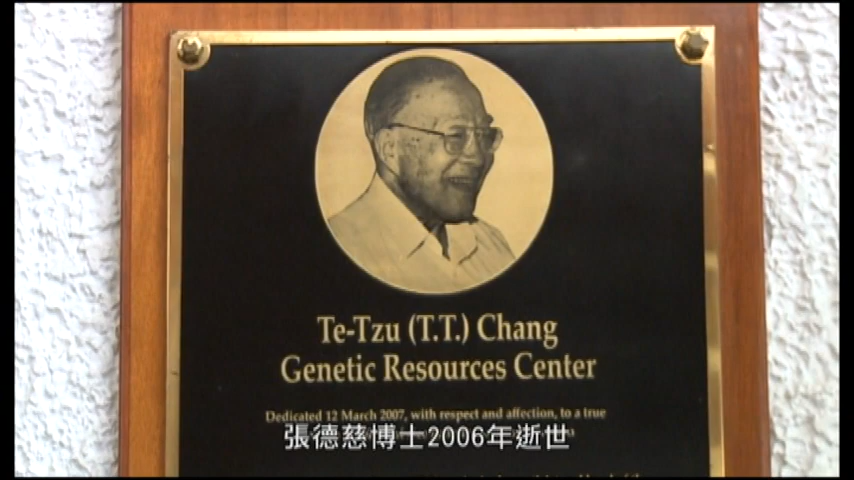 Te-Tzu (T.T.) Chang
Genetic Resources Center
Dedicated 12 March 2007, with respect and affection, to a true
張德慈博士2006年逝世